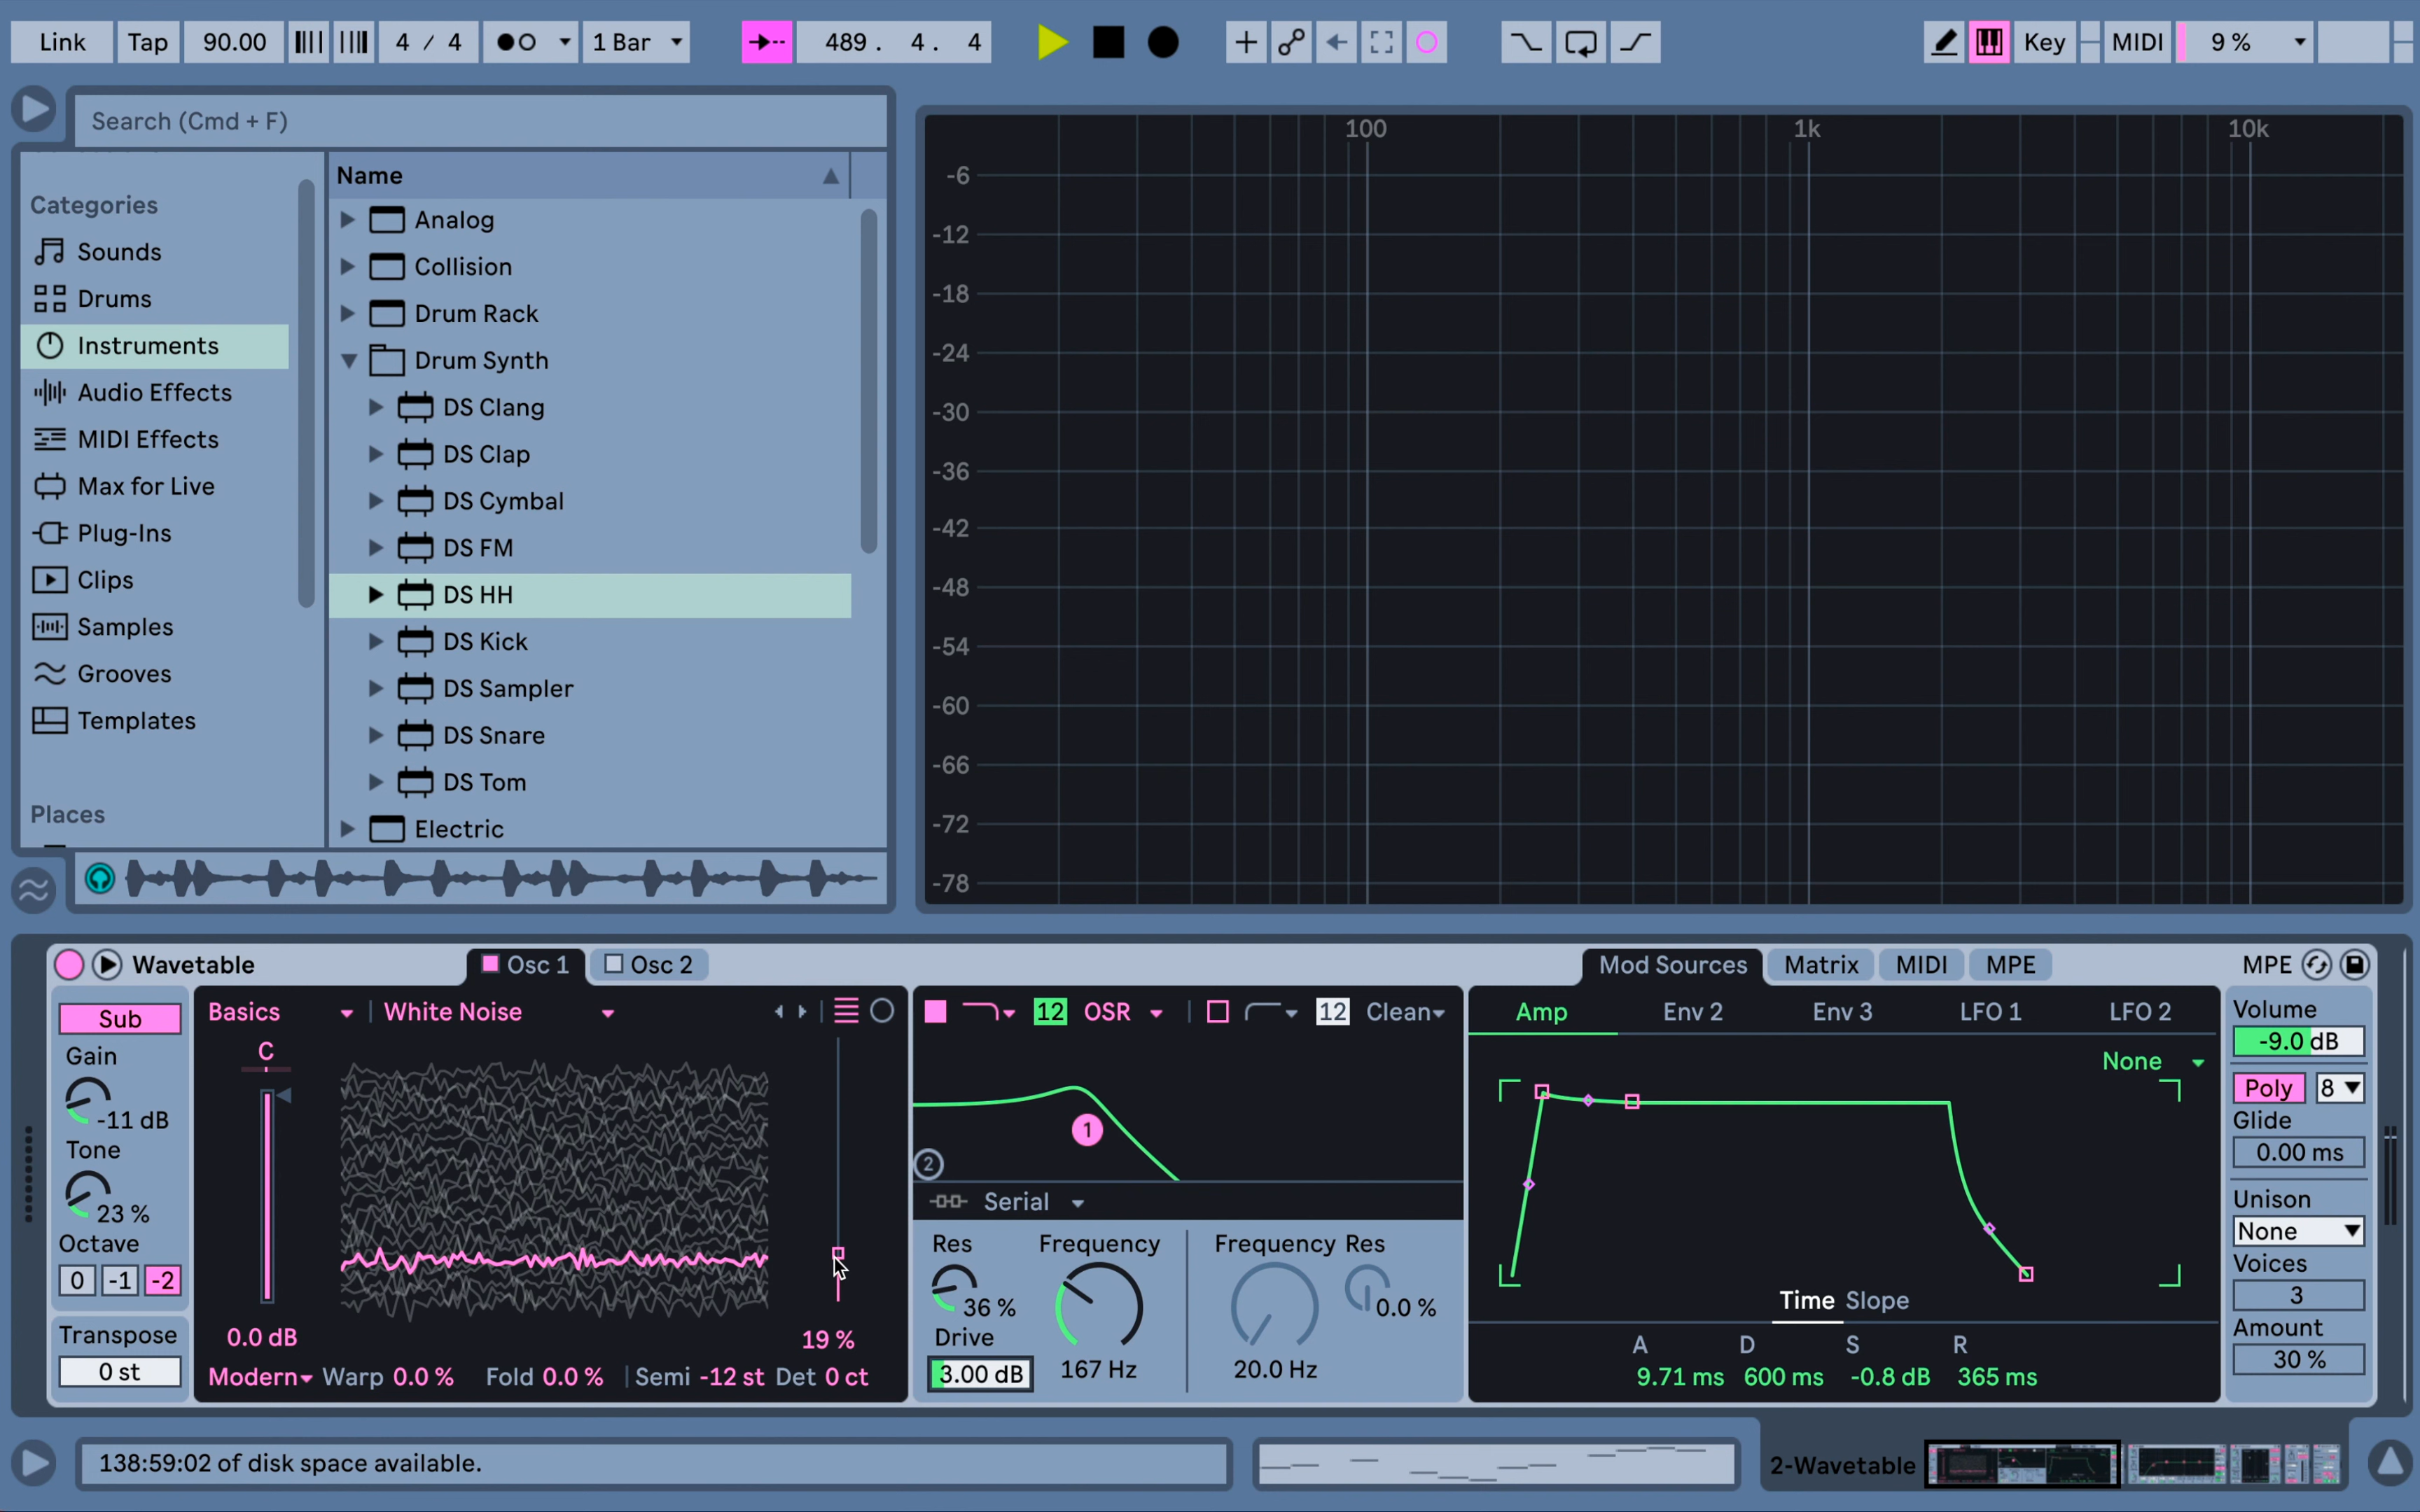 Link Tap 90.00 4 / 4 1 Bar 489. 4. 4 Key MIDI 9 %
Search (Cmd + F)
Categories
Sounds
Drums
Instruments
Audio Effects
MIDI Effects
Max for Live
Plug-Ins
Clips
Samples
Grooves
Templates
Places
Name
Analog
Collision
Drum Rack
Drum Synth
DS Clang
DS Clap
DS Cymbal
DS FM
DS HH
DS Kick
DS Sampler
DS Snare
DS Tom
Electric
100 1k 10k
-6
-12
-18
-24
-30
-36
-42
-48
-54
-60
-66
-72
-78
Wavetable Osc 1 Osc 2 Mod Sources Matrix MIDI MPE MPE
Sub
Gain
-11 dB
Tone
23 %
Octave
0 -1 -2
Transpose
0 st
Basics White Noise
C
0.0 dB 19 %
Modern Warp 0.0 % Fold 0.0 % Semi -12 st Det 0 ct
12 OSR 12 Clean
1
2
Serial
Res Frequency Frequency Res
36 % 0.0 %
Drive
3.00 dB 167 Hz 20.0 Hz
Amp Env 2 Env 3 LFO 1 LFO 2
None
Time Slope
A D S R
9.71 ms 600 ms -0.8 dB 365 ms
Volume
-9.0 dB
Poly 8
Glide
0.00 ms
Unison
None
Voices
3
Amount
30 %
138:59:02 of disk space available.
2-Wavetable